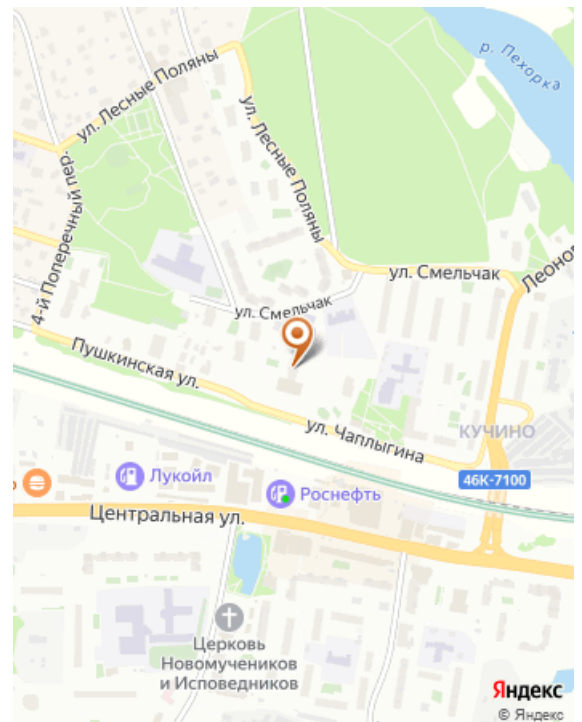 р. Пехорка
ул. Лесные Поляны
ул. Лесные Поляны
4-й Поперечный пер.
ул. Смельчак
Леонов
ул. Смельчак
Пушкинская ул.
ул. Чаплыгина
КУЧИНО
46К-7100
Лукойл
Роснефть
Центральная ул.
Церковь
Новомучеников
и Исповедников
Яндекс
© Яндекс